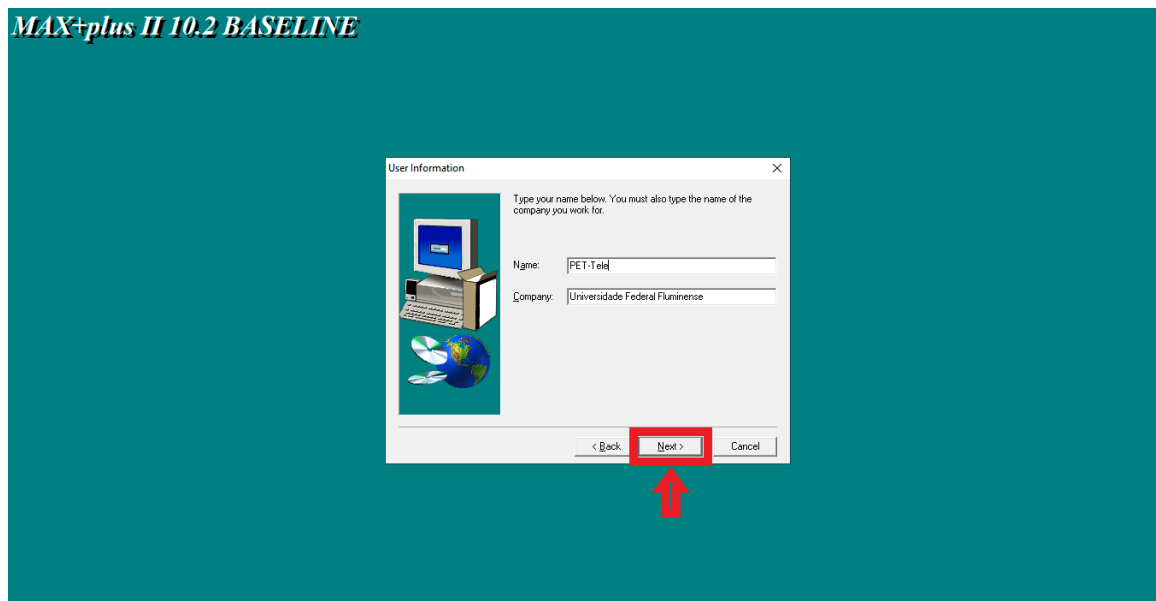 MAX+plus II 10.2 BASELINE
User Information
Type your name below. You must also type the name of the
company you work for.
Name: PET-Tele
Company: Universidade Federal Fluminense
< Back Next > Cancel